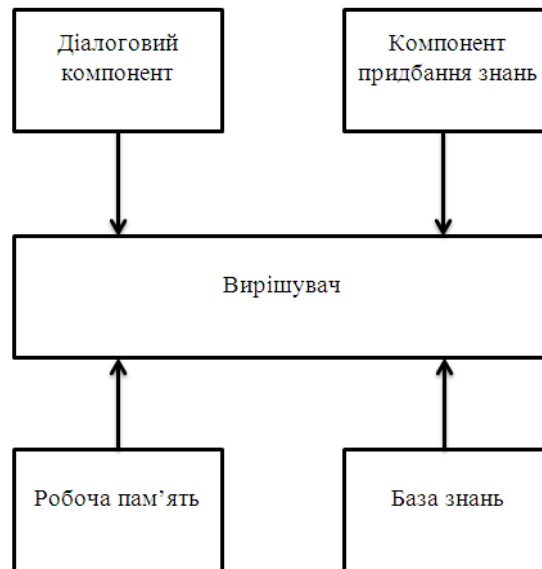 Діалоговий
компонент
Компонент
придбання знань
Вирішувач
Робоча пам’ять
База знань